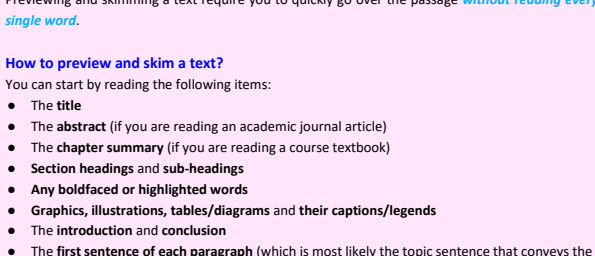 Previewing and skimming a text require you to quickly go over the passage without reading every
single word.
How to preview and skim a text?
You can start by reading the following items:
● The title
● The abstract (if you are reading an academic journal article)
● The chapter summary (if you are reading a course textbook)
● Section headings and sub-headings
● Any boldfaced or highlighted words
● Graphics, illustrations, tables/diagrams and their captions/legends
● The introduction and conclusion
● The first sentence of each paragraph (which is most likely the topic sentence that conveys the